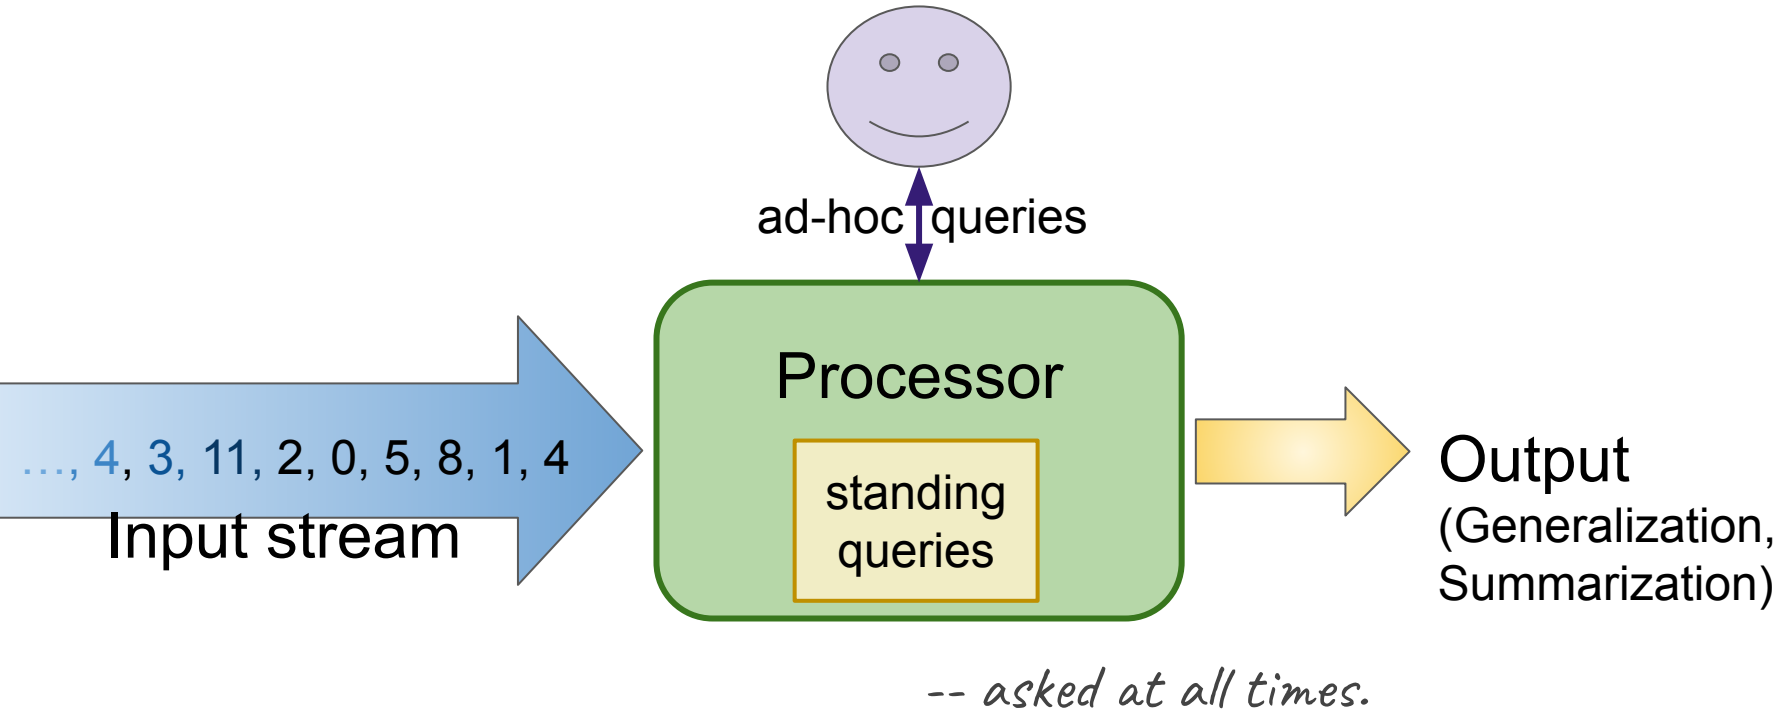 ad-hoc queries
Processor
…, 4, 3, 11, 2, 0, 5, 8, 1, 4
Input stream
standing
queries
Output
(Generalization,
Summarization)
-- asked at all times.